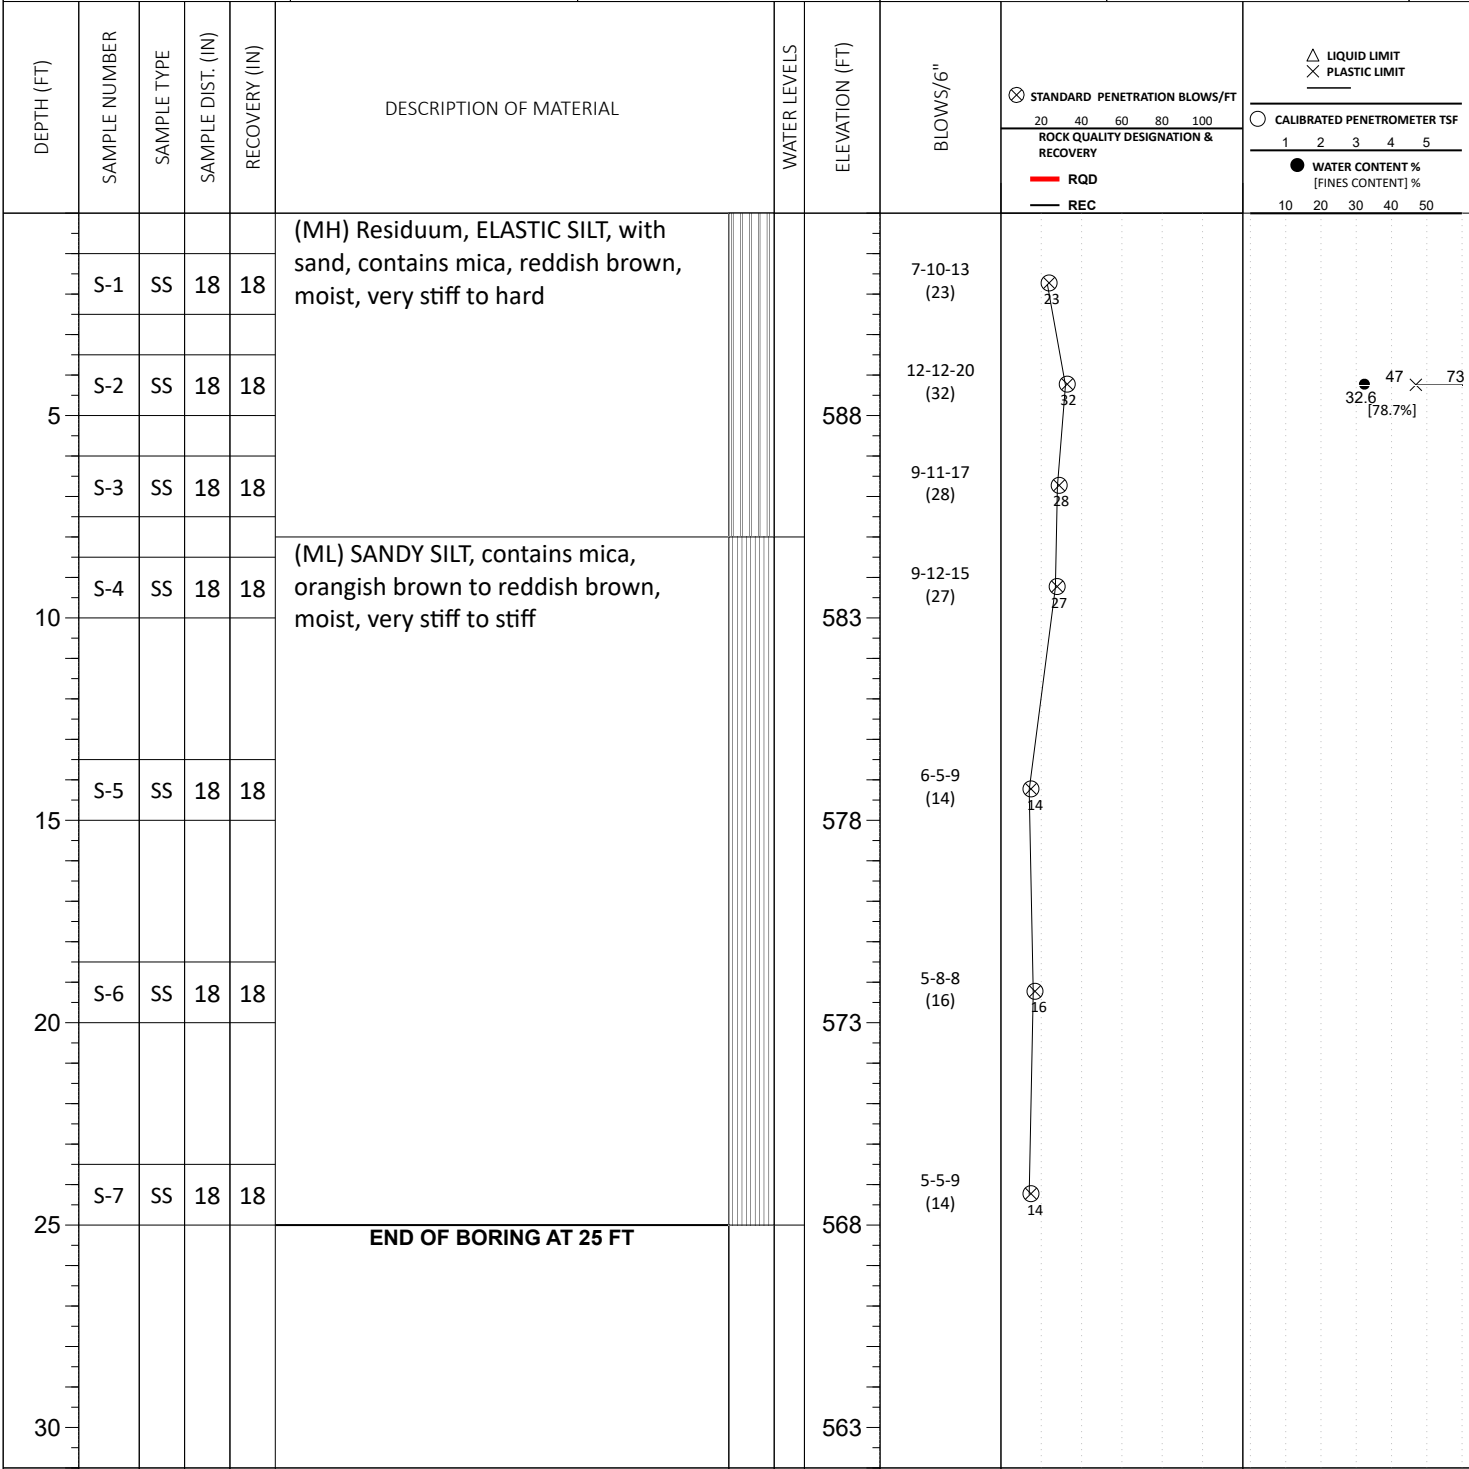 DEPTH (FT)
SAMPLE NUMBER
SAMPLE TYPE
SAMPLE DIST. (IN)
RECOVERY (IN)
DESCRIPTION OF MATERIAL
WATER LEVELS
ELEVATION (FT)
BLOWS/6"
STANDARD PENETRATION BLOWS/FT
20 40 60 80 100
ROCK QUALITY DESIGNATION &
RECOVERY
RQD
REC
LIQUID LIMIT
PLASTIC LIMIT
CALIBRATED PENETROMETER TSF
1 2 3 4 5
WATER CONTENT %
[FINES CONTENT] %
10 20 30 40 50
(MH) Residuum, ELASTIC SILT, with
sand, contains mica, reddish brown,
moist, very stiff to hard
S-1 SS 18 18
7-10-13
(23)
23
S-2 SS 18 18
12-12-20
(32)
32
47 73
32.6
[78.7%]
5
588
S-3 SS 18 18
9-11-17
(28)
28
(ML) SANDY SILT, contains mica,
orangish brown to reddish brown,
moist, very stiff to stiff
S-4 SS 18 18
9-12-15
(27)
27
10
583
S-5 SS 18 18
6-5-9
(14)
14
15
578
S-6 SS 18 18
5-8-8
(16)
16
20
573
S-7 SS 18 18
5-5-9
(14)
14
25
568
END OF BORING AT 25 FT
30
563